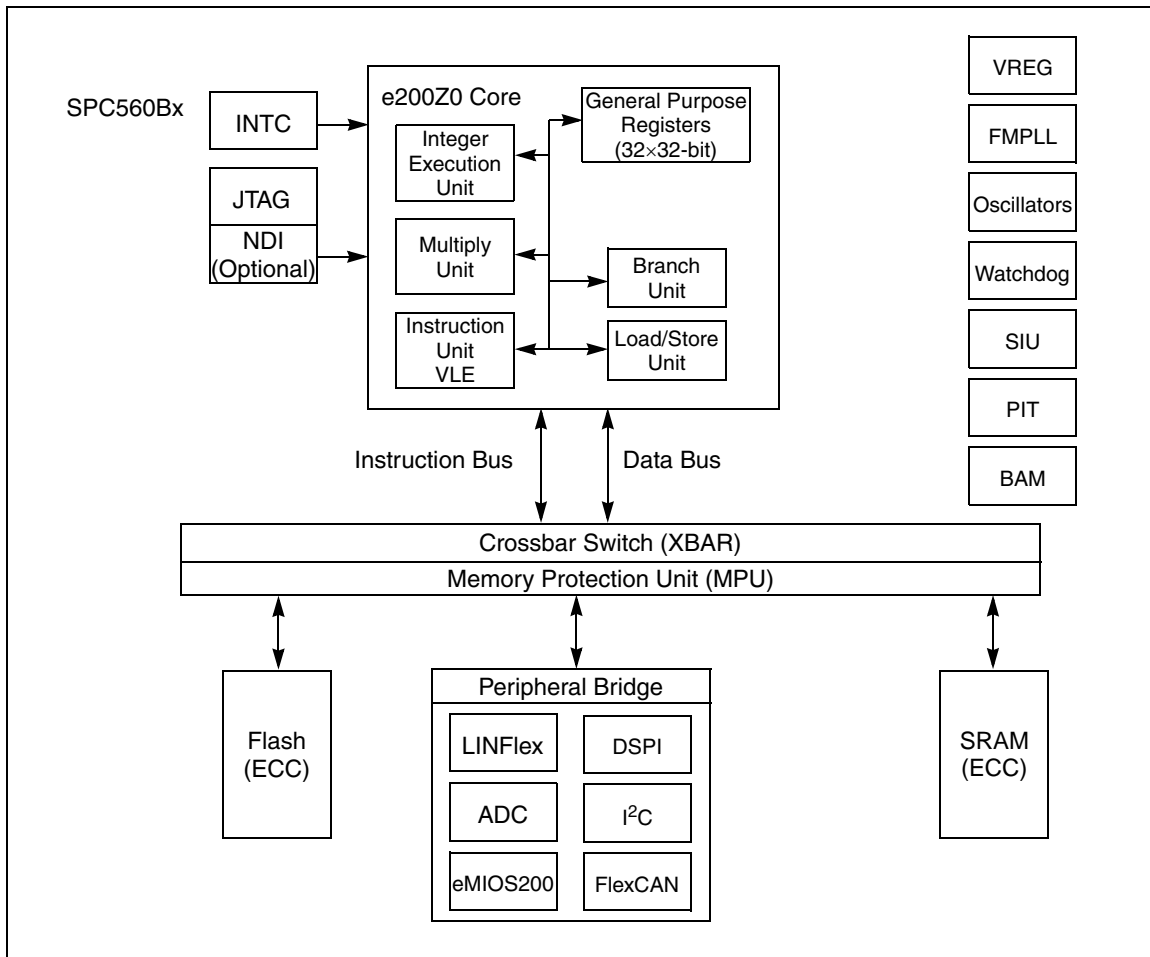 SPC560Bx
INTC
JTAG
NDI
(Optional)
e200Z0 Core
Integer
Execution
Unit
General Purpose
Registers
(32×32-bit)
Multiply
Unit
Branch
Unit
Instruction
Unit
VLE
Load/Store
Unit
VREG
FMPLL
Oscillators
Watchdog
SIU
PIT
BAM
Instruction Bus
Data Bus
Crossbar Switch (XBAR)
Memory Protection Unit (MPU)
Flash
(ECC)
Peripheral Bridge
LINFlex
DSPI
ADC
I²C
eMIOS200
FlexCAN
SRAM
(ECC)